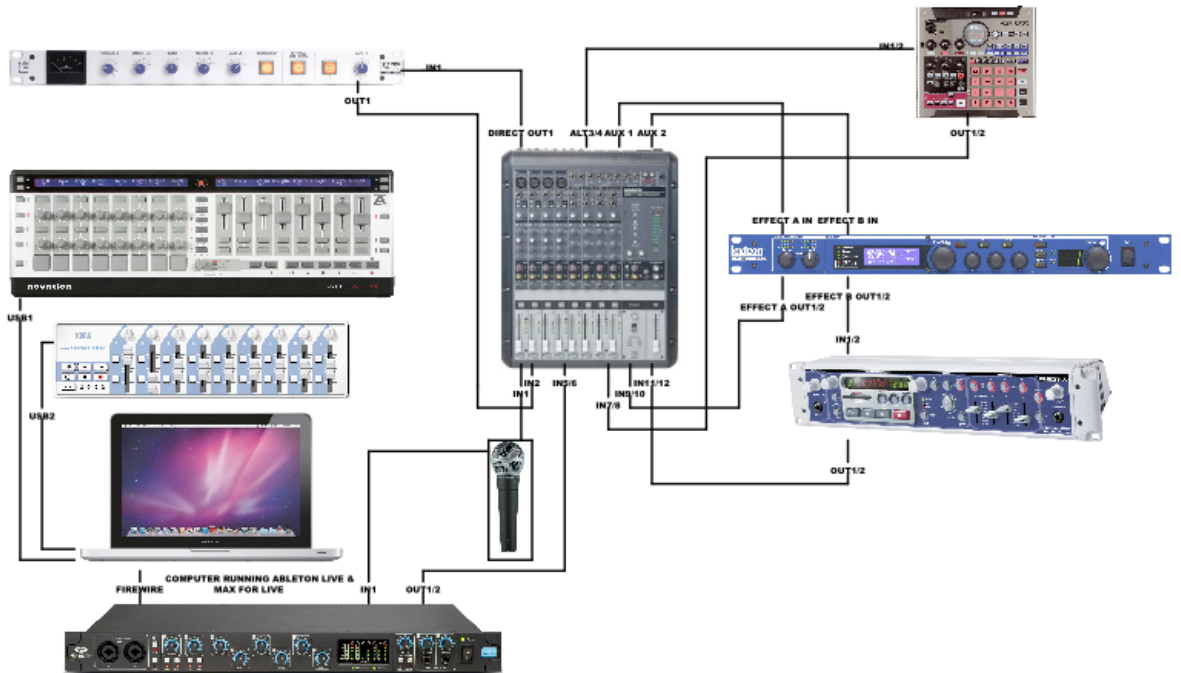 IN1
IN1/2
OUT1
DIRECT OUT1
ALT3/4
AUX 1
AUX 2
OUT1/2
EFFECT A IN
EFFECT B IN
lexicon
EFFECT B OUT1/2
EFFECT A OUT1/2
novation
USB1
IN1/2
KORG
IN2
IN5/6
IN11/12
IN1
IN9/10
IN7/8
USB2
OUT1/2
COMPUTER RUNNING ABLETON LIVE &
MAX FOR LIVE
FIREWIRE
IN1
OUT1/2